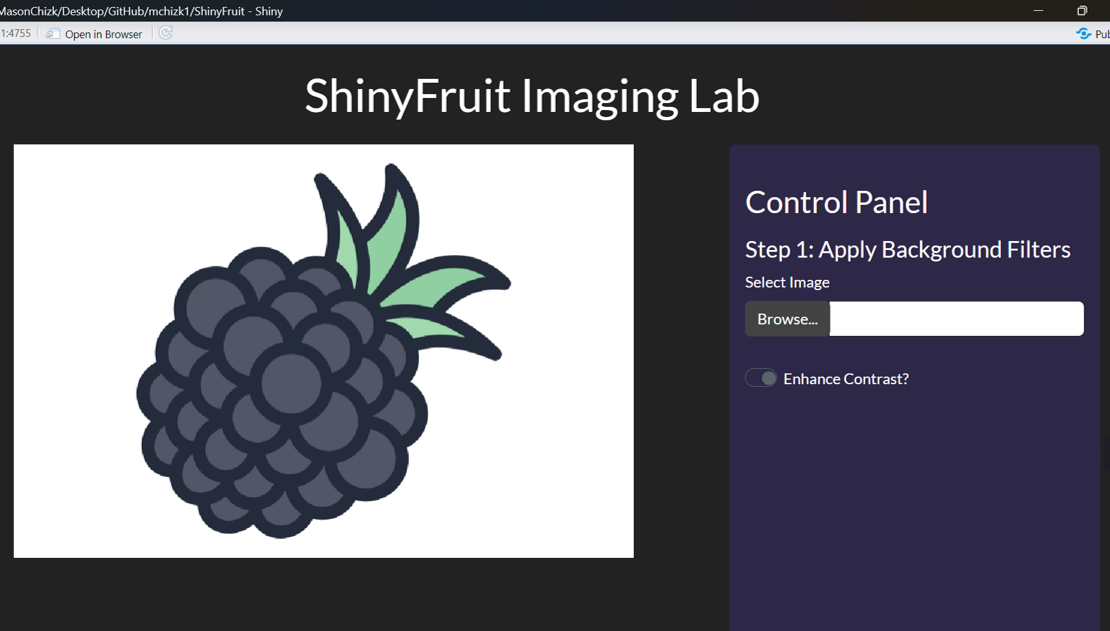 MasonChizk/Desktop/GitHub/mchizk1/ShinyFruit - Shiny
1:4755 Open in Browser Pub
ShinyFruit Imaging Lab
Control Panel
Step 1: Apply Background Filters
Select Image
Browse...
Enhance Contrast?